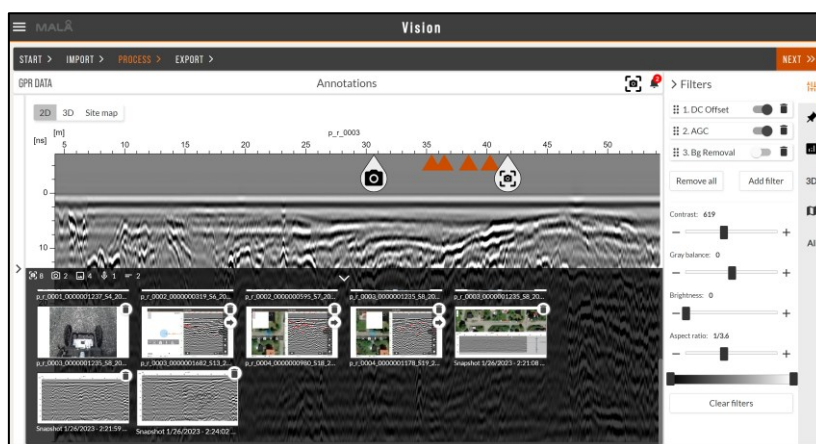 MALÅ
Vision
START > IMPORT > PROCESS > EXPORT >
NEXT >>
GPR DATA
Annotations
2
> Filters
2D 3D Site map
1. DC Offset
2. AGC
3. Bg Removal
Remove all
Add filter
Contrast: 619
Gray balance: 0
Brightness: 0
Aspect ratio: 1/3.6
Clear filters
3D
AI
p_r_0003
[m]
[ns]
5 10 15 20 25 30 35 40 45 50
0
10
8 2 4 1 2
p_r_0001_0000001237_S4_20...
p_r_0002_0000000319_S6_20...
p_r_0002_0000000595_S7_20...
p_r_0003_0000001235_S8_20...
p_r_0003_0000001235_S8_20...
p_r_0003_0000001235_S8_20...
p_r_0003_0000001682_S13_2...
p_r_0004_0000000980_S18_2...
p_r_0004_0000001178_S19_2...
Snapshot 1/26/2023 - 2:21:08 ...
Snapshot 1/26/2023 - 2:21:59 ...
Snapshot 1/26/2023 - 2:24:02 ...